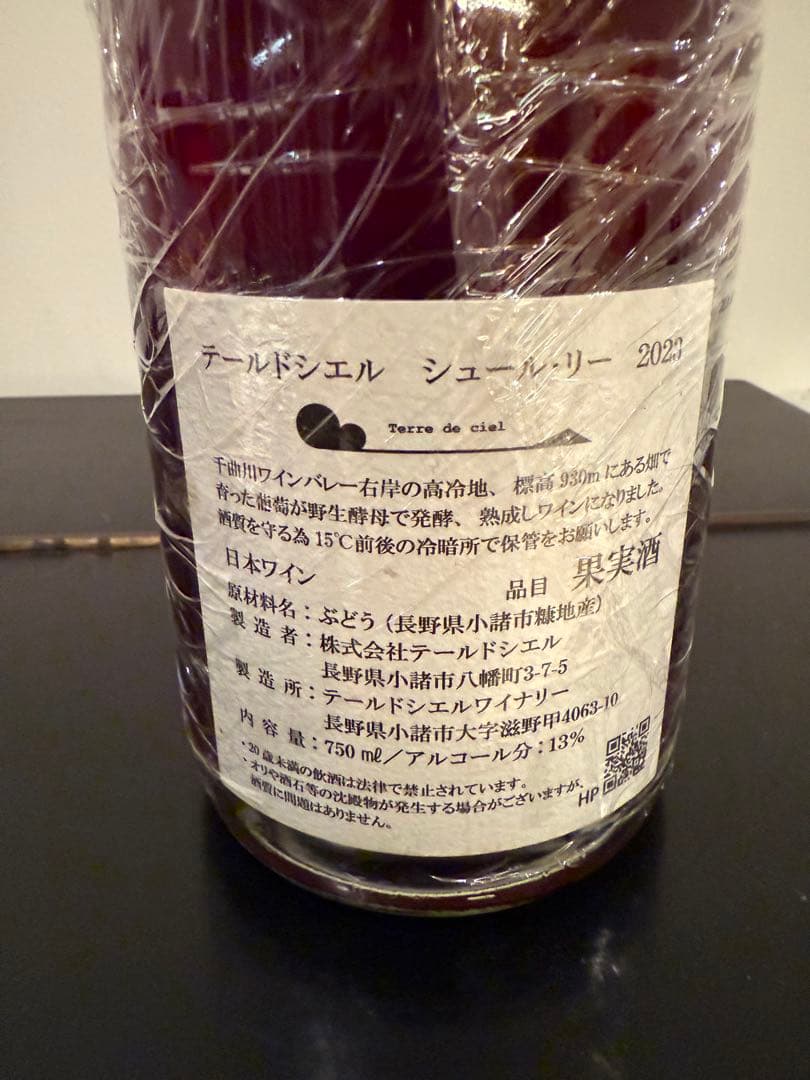 テールドシエル シュール・リー 2023
Terre de ciel
千曲川ワインバレー右岸の高冷地、標高930mにある畑で
育った葡萄が野生酵母で発酵、熟成しワインになりました。
酒質を守る為15℃前後の冷暗所で保管をお願いします。
日本ワイン 品目 果実酒
原材料名：ぶどう（長野県小諸市糠地産）
製造者：株式会社テールドシエル
長野県小諸市八幡町3-7-5
製造所：テールドシエルワイナリー
長野県小諸市大字滋野甲4063-10
内容量：750㎖／アルコール分：13%
・20歳未満の飲酒は法律で禁止されています。
・オリや酒石等の沈殿物が発生する場合がございますが、
酒質に問題はありません。
HP